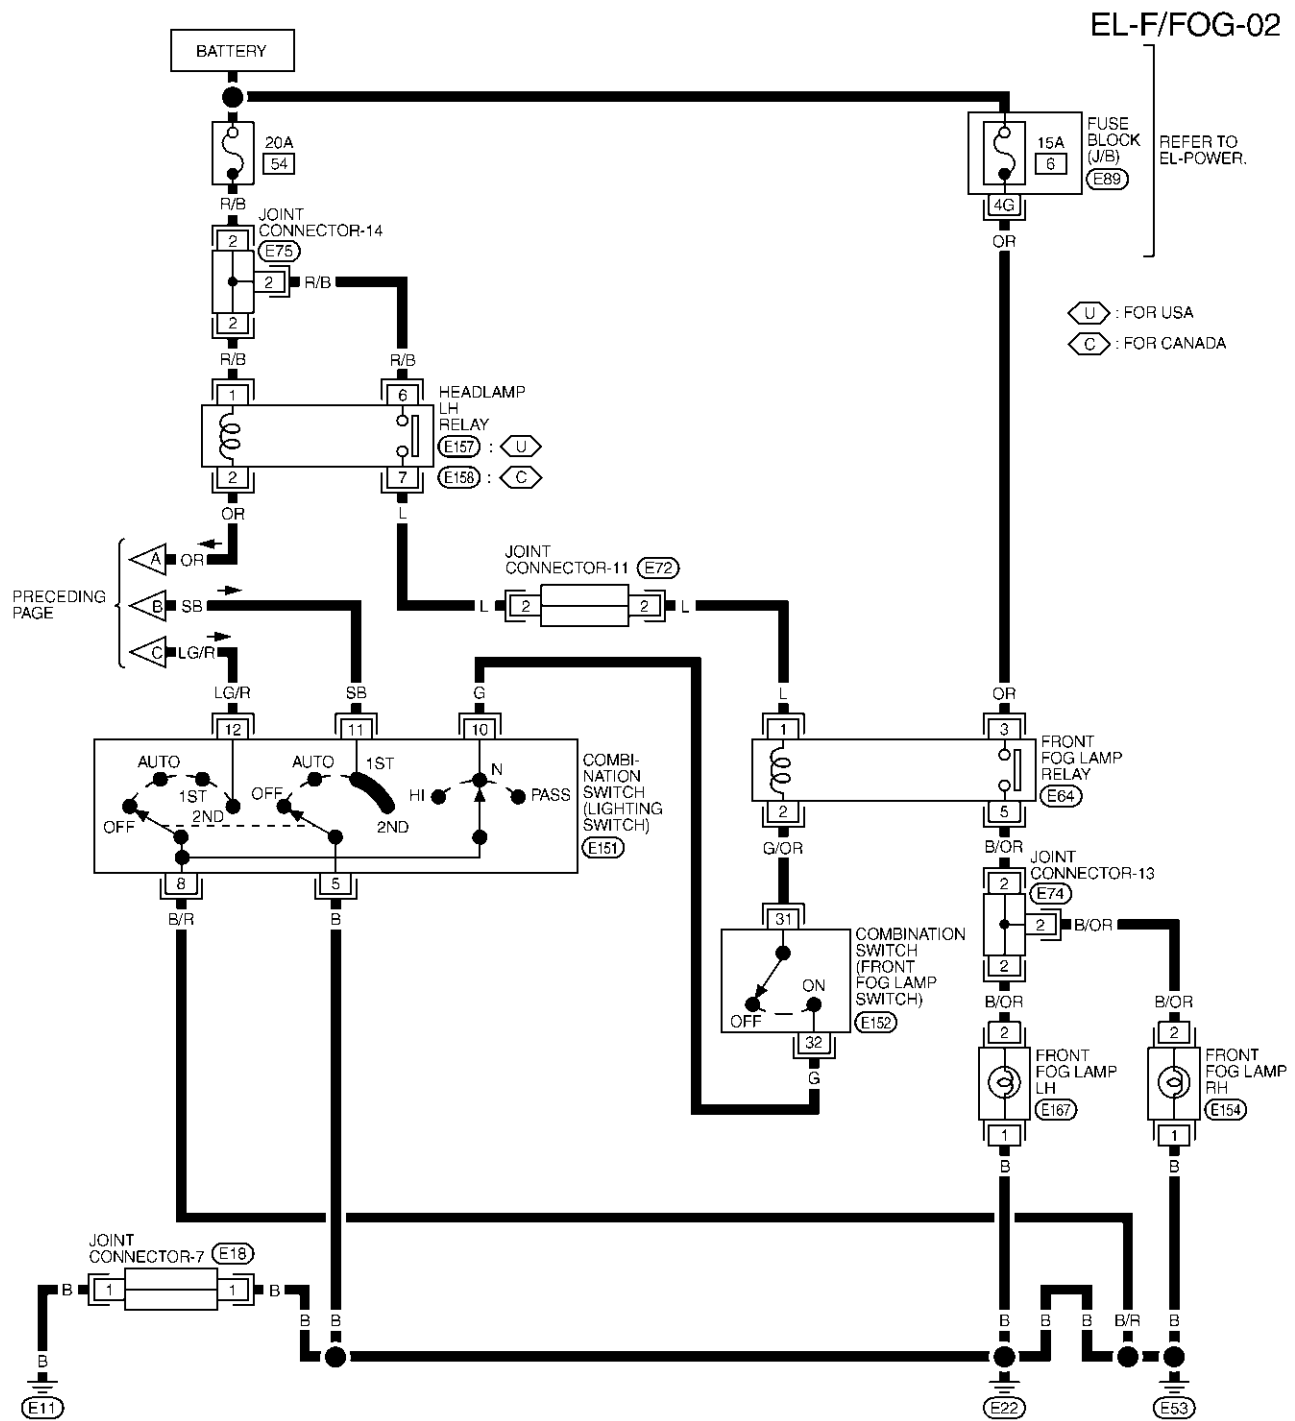 EL-F/FOG-02
BATTERY
20A
54
15A
6
FUSE
BLOCK
(J/B)
E89
REFER TO
EL-POWER.
R/B
4G
OR
JOINT
CONNECTOR-14
E75
2
2
R/B
2
U : FOR USA
C : FOR CANADA
R/B
R/B
1
6
HEADLAMP
LH
RELAY
E157 : U
E158 : C
2
7
OR
L
PRECEDING
PAGE
A
OR
B
SB
C
LG/R
JOINT
CONNECTOR-11
E72
L
2
2
L
LG/R
SB
G
L
OR
12
11
10
1
3
AUTO
1ST
2ND
OFF
AUTO
1ST
OFF
2ND
N
HI
PASS
COMBI-
NATION
SWITCH
(LIGHTING
SWITCH)
E151
FRONT
FOG LAMP
RELAY
E64
8
5
2
5
B/R
B
G/OR
B/OR
JOINT
CONNECTOR-13
E74
2
2
B/OR
2
31
COMBINATION
SWITCH
(FRONT
FOG LAMP
SWITCH)
E152
ON
OFF
32
G
B/OR
B/OR
2
2
FRONT
FOG LAMP
LH
E167
FRONT
FOG LAMP
RH
E154
1
1
B
B
JOINT
CONNECTOR-7
E18
B
1
1
B
B
B
B
B
B
B
B/R
B
E11
E22
E53